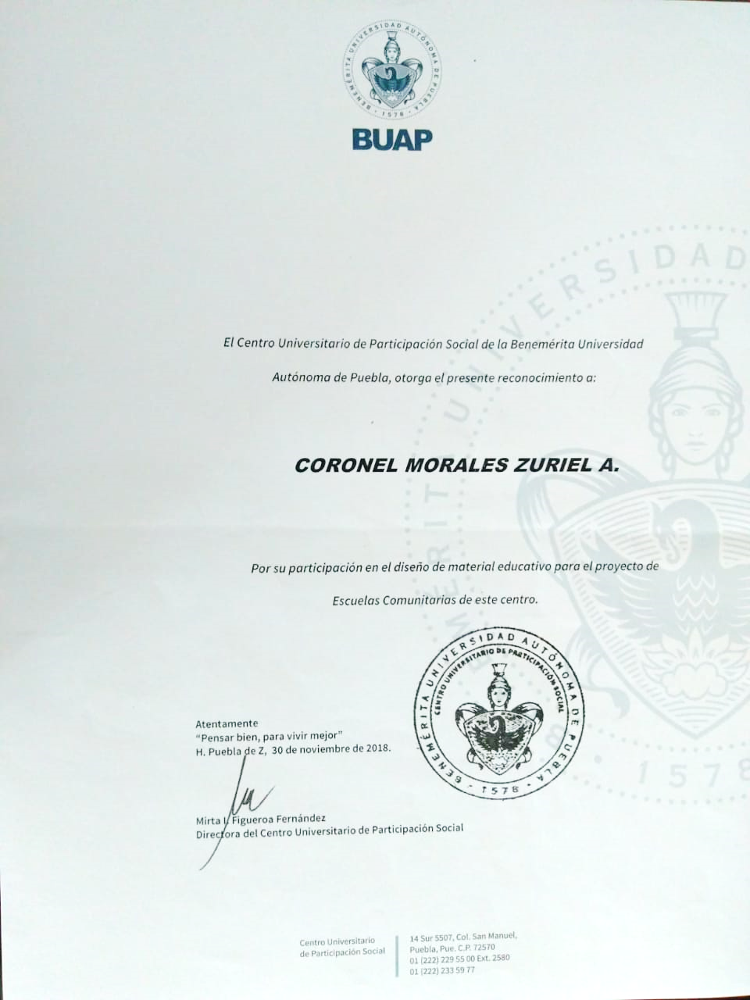 BENEMÉRITA UNIVERSIDAD AUTÓNOMA DE PUEBLA
1578
BUAP
El Centro Universitario de Participación Social de la Benemérita Universidad
Autónoma de Puebla, otorga el presente reconocimiento a:
CORONEL MORALES ZURIEL A.
Por su participación en el diseño de material educativo para el proyecto de
Escuelas Comunitarias de este centro.
BENEMÉRITA UNIVERSIDAD AUTÓNOMA DE PUEBLA
CENTRO UNIVERSITARIO DE PARTICIPACIÓN SOCIAL
1578
Atentamente
“Pensar bien, para vivir mejor”
H. Puebla de Z, 30 de noviembre de 2018.
Mirta Figueroa Fernández
Directora del Centro Universitario de Participación Social
MÉRITA UNIVERSIDAD
B
1578
Centro Universitario
de Participación Social
14 Sur 5507, Col. San Manuel,
Puebla, Pue. C.P. 72570
01 (222) 229 55 00 Ext. 2580
01 (222) 233 59 77